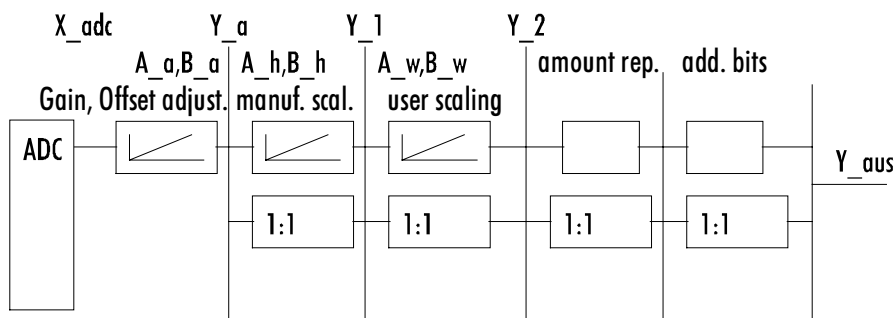 X_adc Y_a Y_1 Y_2
A_a,B_a A_h,B_h A_w,B_w amount rep. add. bits
Gain, Offset adjust. manuf. scal. user scaling
ADC
Y_aus
1:1 1:1 1:1 1:1